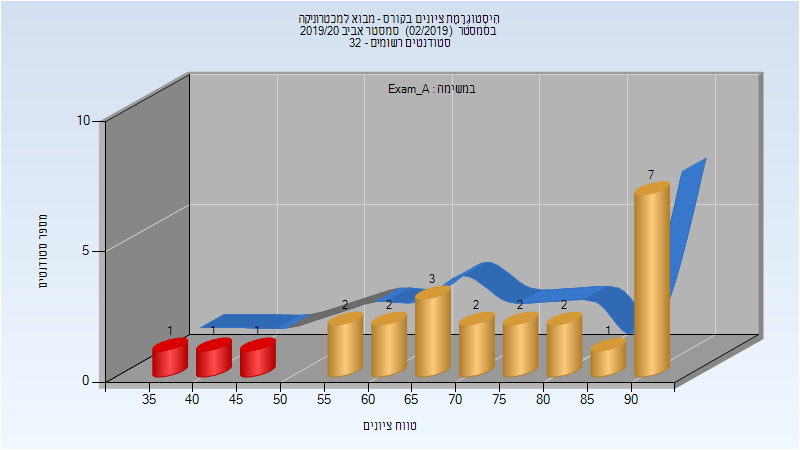 היסטוגרמת ציונים בקורס - מבוא למכטרוניקה
בסמסטר (02/2019) סמסטר אביב 2019/20
סטודנטים רשומים - 32
במשימה : Exam_A
10
5
0
מספר סטודנטים
1 1 1 2 2 3 2 2 2 1 7
35 40 45 50 55 60 65 70 75 80 85 90
טווח ציונים